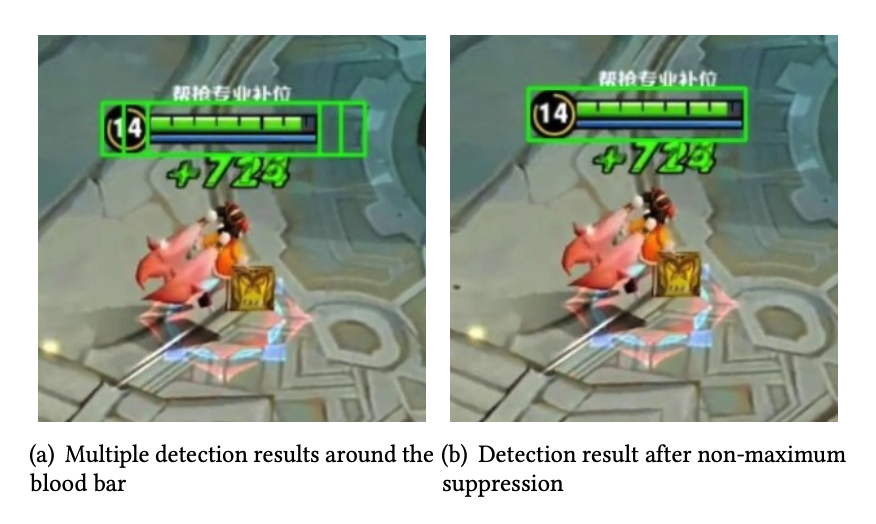 帮抢专业补位
14
+724
帮抢专业补位
14
+724
(a) Multiple detection results around the
blood bar
(b) Detection result after non-maximum
suppression